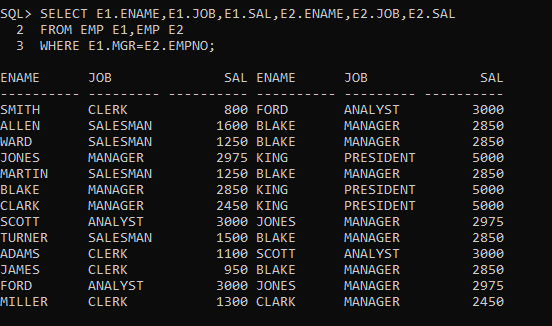 SQL> SELECT E1.ENAME,E1.JOB,E1.SAL,E2.ENAME,E2.JOB,E2.SAL
  2  FROM EMP E1,EMP E2
  3  WHERE E1.MGR=E2.EMPNO;

ENAME      JOB              SAL ENAME      JOB              SAL
---------- --------- ---------- ---------- --------- ----------
SMITH      CLERK            800 FORD       ANALYST         3000
ALLEN      SALESMAN        1600 BLAKE      MANAGER         2850
WARD       SALESMAN        1250 BLAKE      MANAGER         2850
JONES      MANAGER         2975 KING       PRESIDENT       5000
MARTIN     SALESMAN        1250 BLAKE      MANAGER         2850
BLAKE      MANAGER         2850 KING       PRESIDENT       5000
CLARK      MANAGER         2450 KING       PRESIDENT       5000
SCOTT      ANALYST         3000 JONES      MANAGER         2975
TURNER     SALESMAN        1500 BLAKE      MANAGER         2850
ADAMS      CLERK           1100 SCOTT      ANALYST         3000
JAMES      CLERK            950 BLAKE      MANAGER         2850
FORD       ANALYST         3000 JONES      MANAGER         2975
MILLER     CLERK           1300 CLARK      MANAGER         2450